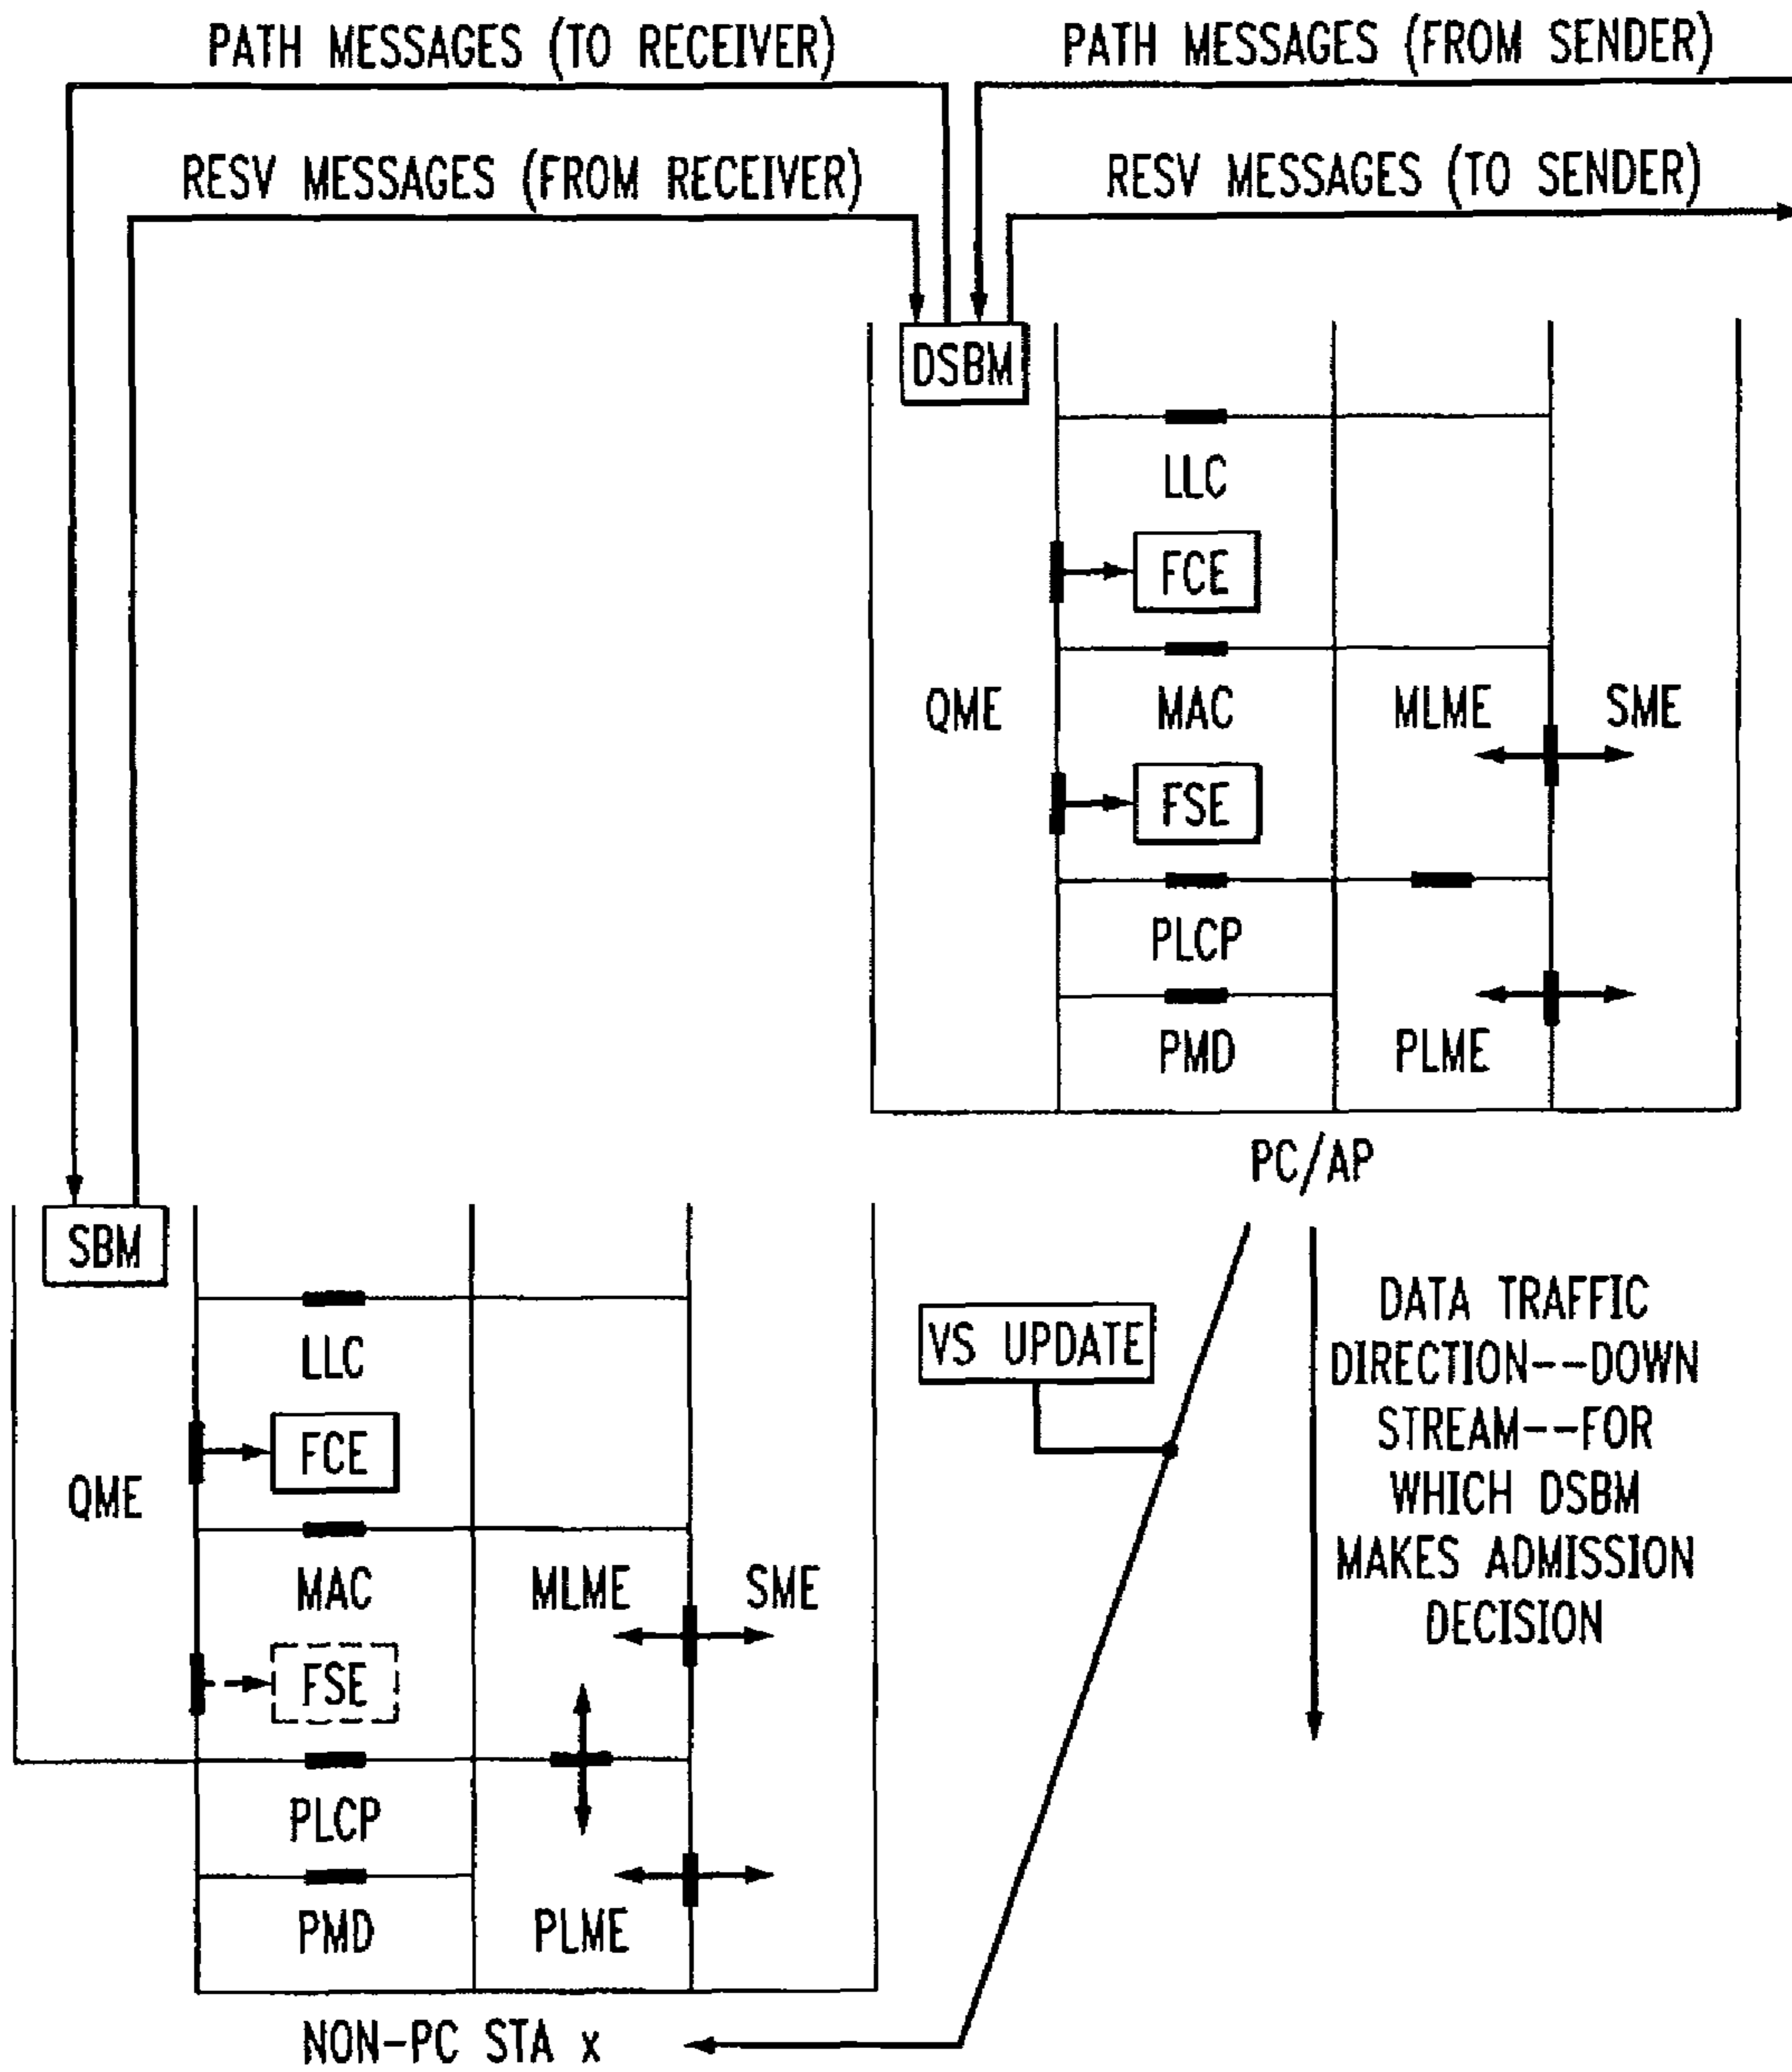 PATH MESSAGES (TO RECEIVER)
PATH MESSAGES (FROM SENDER)
RESV MESSAGES (FROM RECEIVER)
RESV MESSAGES (TO SENDER)
DSBM
LLC
FCE
QME
MAC
MLME
SME
FSE
PLCP
PMD
PLME
PC/AP
SBM
LLC
FCE
QME
MAC
MLME
SME
FSE
PLCP
PMD
PLME
NON-PC STA x
VS UPDATE
DATA TRAFFIC
DIRECTION--DOWN
STREAM--FOR
WHICH DSBM
MAKES ADMISSION
DECISION